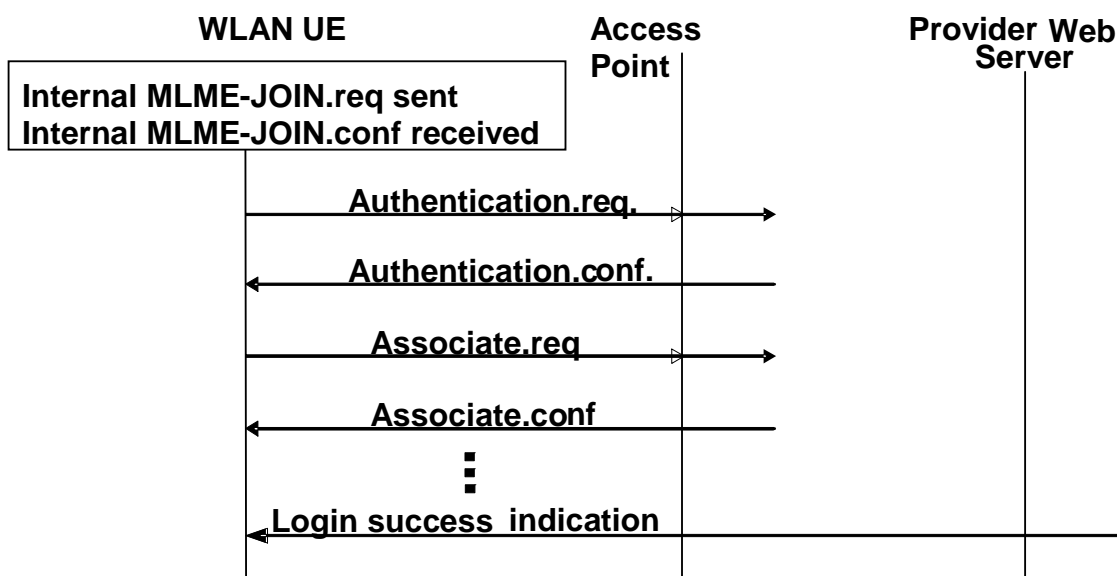 WLAN UE
Access
Point
Provider Web
Server
Internal MLME-JOIN.req sent
Internal MLME-JOIN.conf received
Authentication.req.
Authentication.conf.
Associate.req
Associate.conf
Login success indication